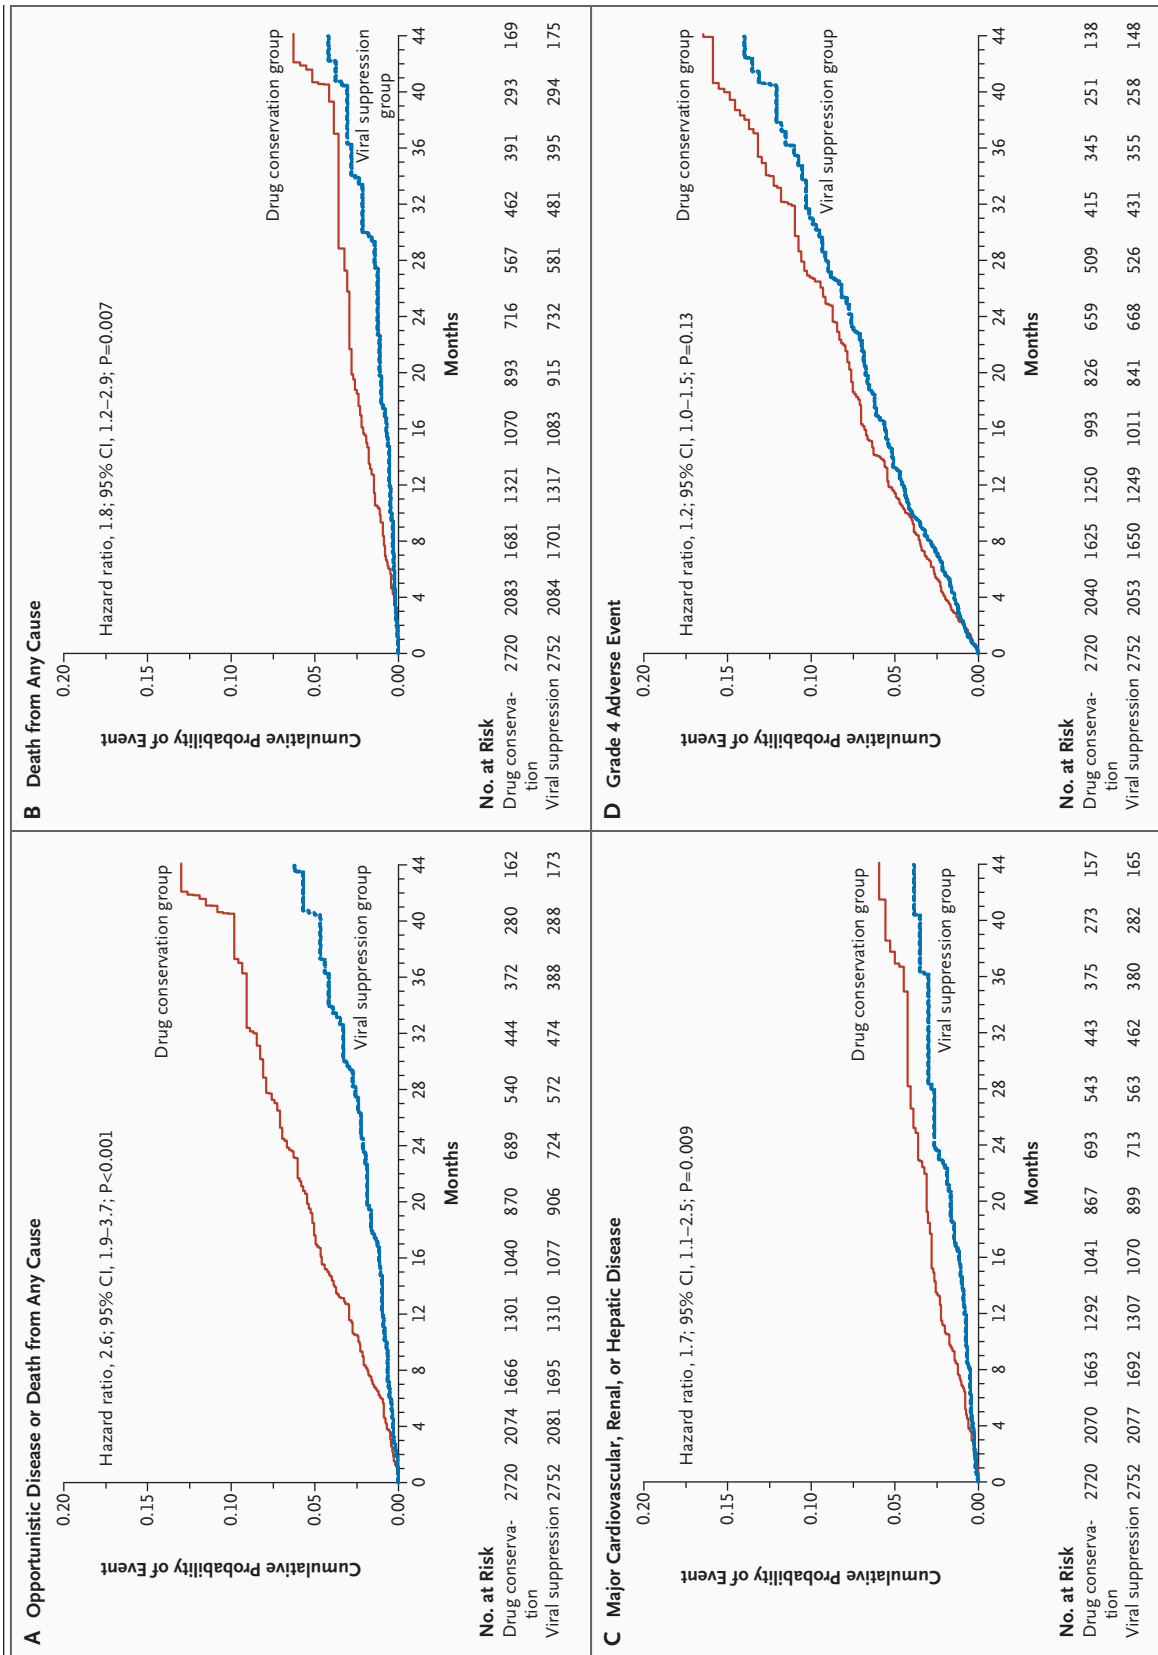 A Opportunistic Disease or Death from Any Cause
Hazard ratio, 2.6; 95% CI, 1.9–3.7; P<0.001
Cumulative Probability of Event
0.20
0.15
0.10
0.05
0.00
Drug conservation group
Viral suppression group
0 4 8 12 16 20 24 28 32 36 40 44
Months
No. at Risk
Drug conserva-
tion
2720 2074 1666 1301 1040 870 689 540 444 372 280 162
Viral suppression 2752 2081 1695 1310 1077 906 724 572 474 388 288 173
B Death from Any Cause
Hazard ratio, 1.8; 95% CI, 1.2–2.9; P=0.007
Cumulative Probability of Event
0.20
0.15
0.10
0.05
0.00
Drug conservation group
Viral suppression
group
0 4 8 12 16 20 24 28 32 36 40 44
Months
No. at Risk
Drug conserva-
tion
2720 2083 1681 1321 1070 893 716 567 462 391 293 169
Viral suppression 2752 2084 1701 1317 1083 915 732 581 481 395 294 175
C Major Cardiovascular, Renal, or Hepatic Disease
Hazard ratio, 1.7; 95% CI, 1.1–2.5; P=0.009
Cumulative Probability of Event
0.20
0.15
0.10
0.05
0.00
Drug conservation group
Viral suppression group
0 4 8 12 16 20 24 28 32 36 40 44
Months
No. at Risk
Drug conserva-
tion
2720 2070 1663 1292 1041 867 693 543 443 375 273 157
Viral suppression 2752 2077 1692 1307 1070 899 713 563 462 380 282 165
D Grade 4 Adverse Event
Hazard ratio, 1.2; 95% CI, 1.0–1.5; P=0.13
Cumulative Probability of Event
0.20
0.15
0.10
0.05
0.00
Drug conservation group
Viral suppression group
0 4 8 12 16 20 24 28 32 36 40 44
Months
No. at Risk
Drug conserva-
tion
2720 2040 1625 1250 993 826 659 509 415 345 251 138
Viral suppression 2752 2053 1650 1249 1011 841 668 526 431 355 258 148